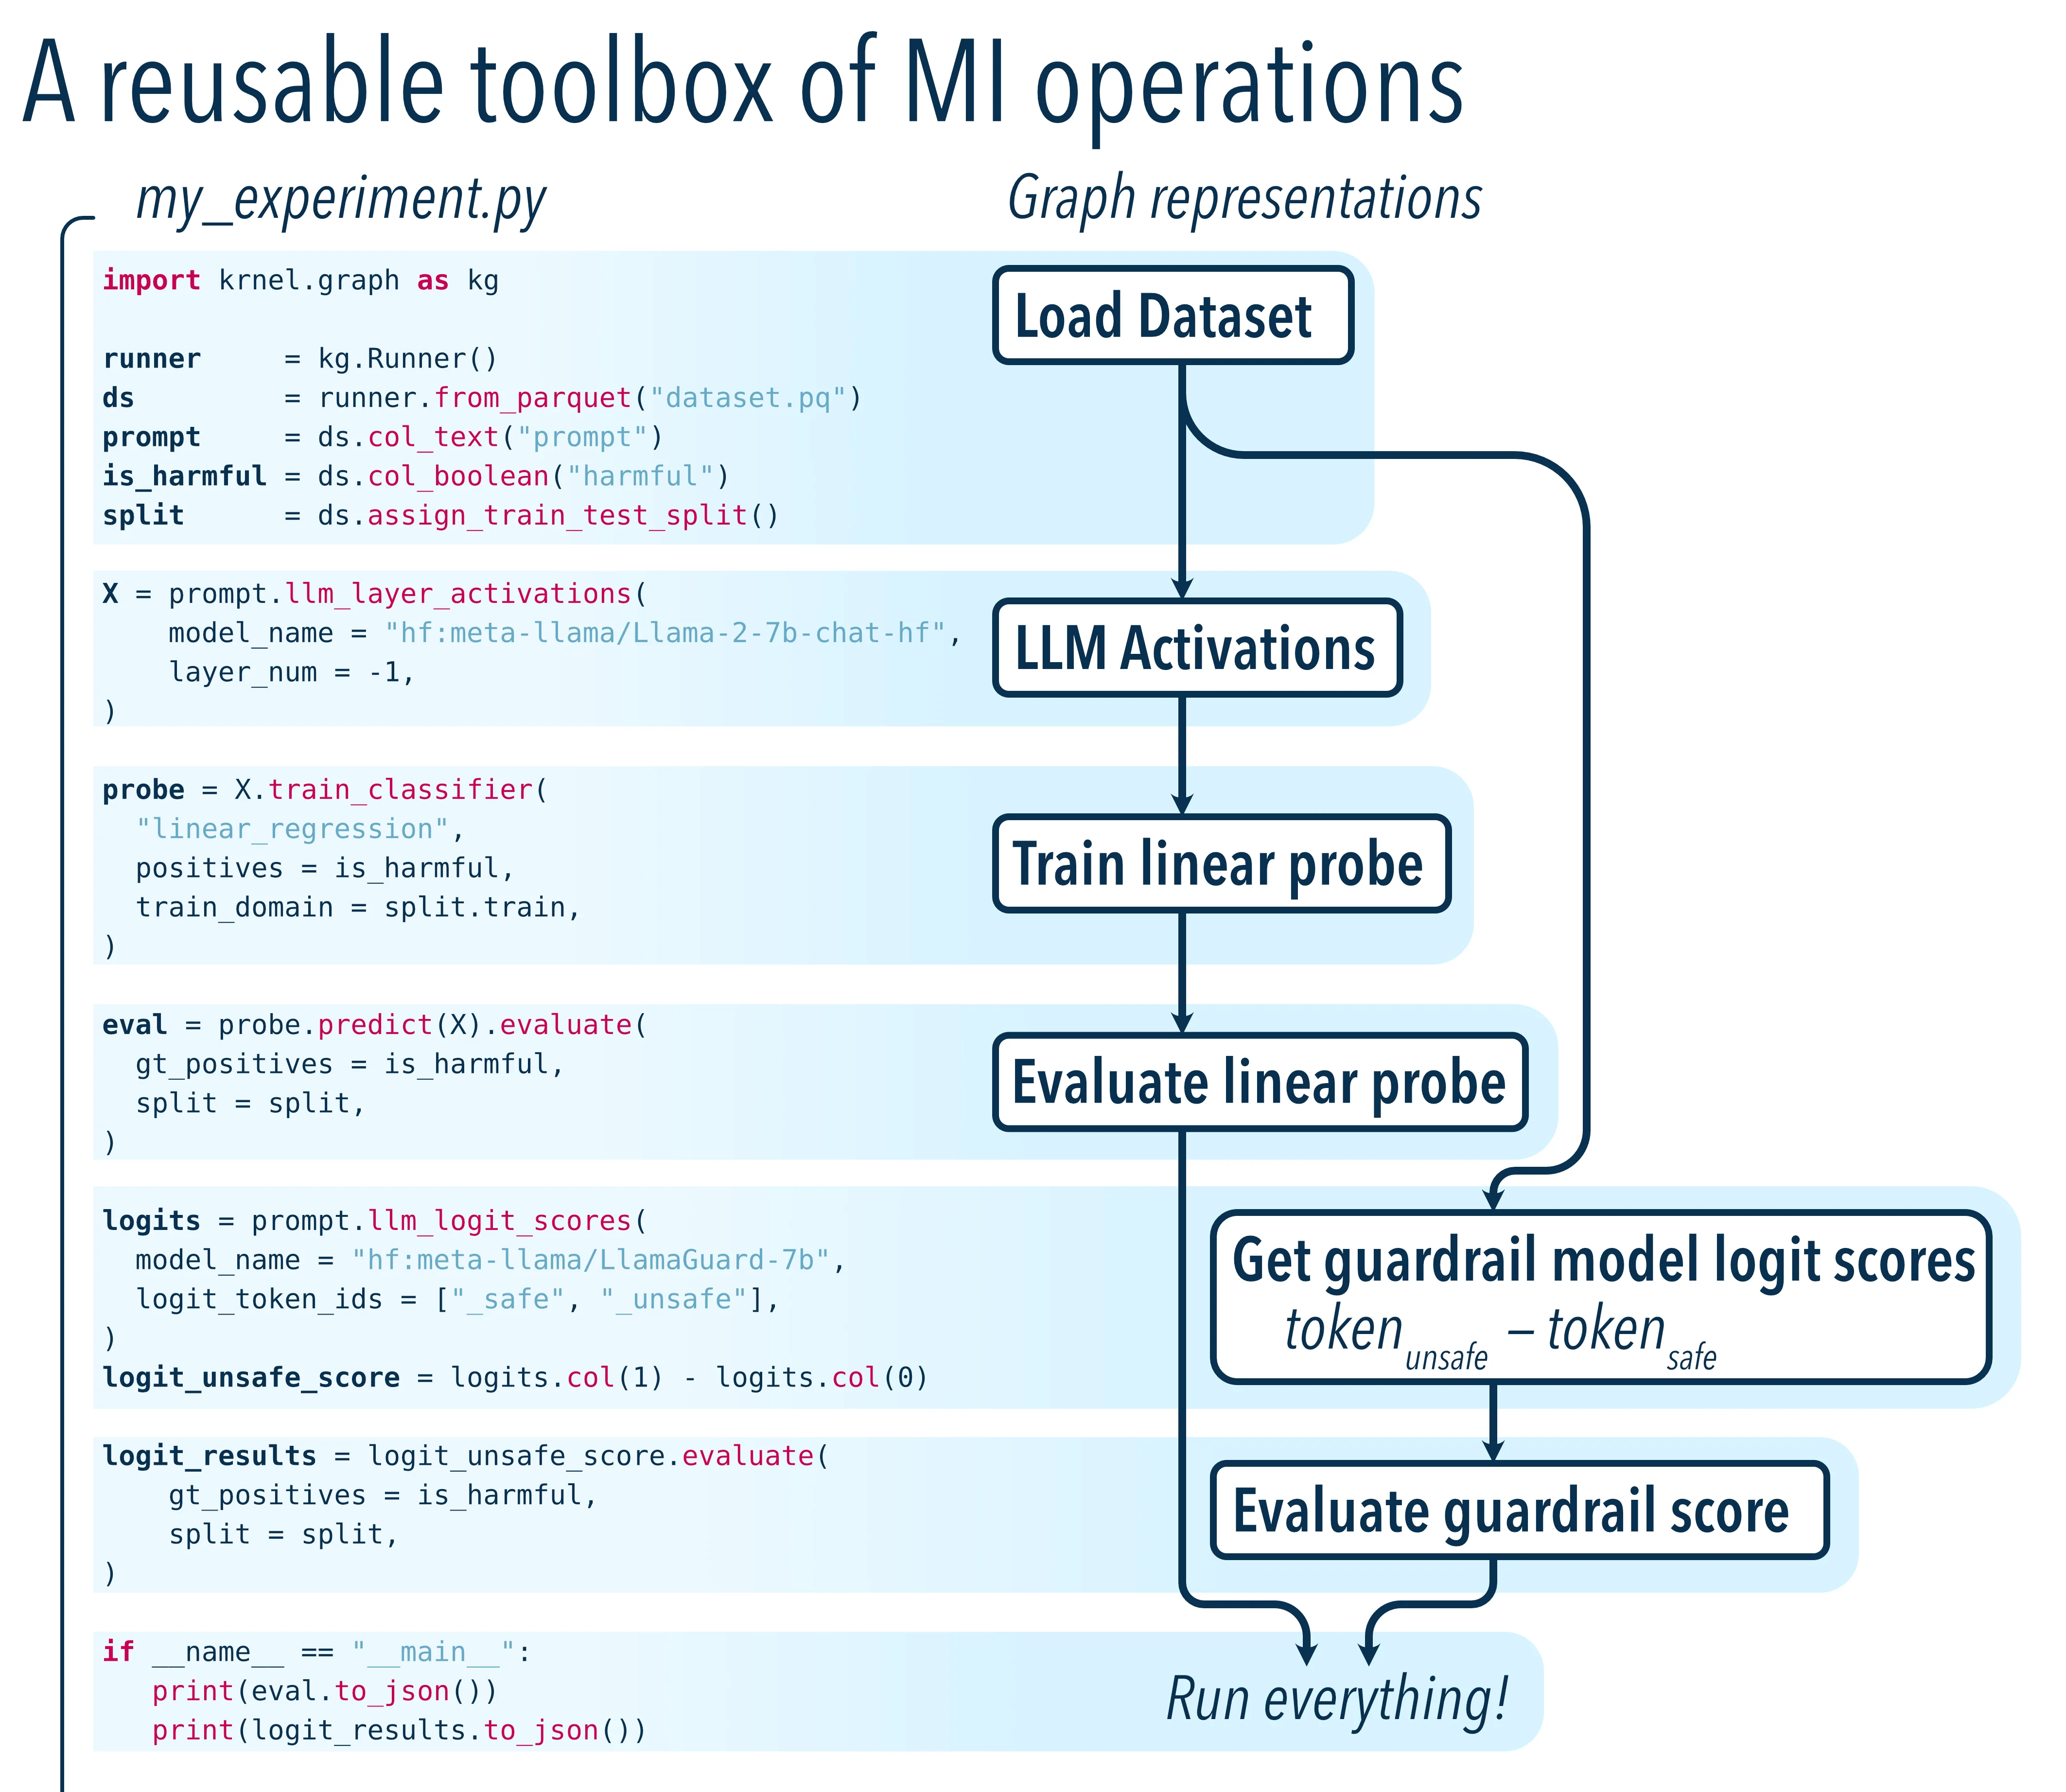 A reusable toolbox of MI operations
my_experiment.py
Graph representations
import krnel.graph as kg
runner     = kg.Runner()
ds         = runner.from_parquet("dataset.pq")
prompt     = ds.col_text("prompt")
is_harmful = ds.col_boolean("harmful")
split      = ds.assign_train_test_split()
Load Dataset
X = prompt.llm_layer_activations(
    model_name = "hf:meta-llama/Llama-2-7b-chat-hf",
    layer_num = -1,
)
LLM Activations
probe = X.train_classifier(
  "linear_regression",
  positives = is_harmful,
  train_domain = split.train,
)
Train linear probe
eval = probe.predict(X).evaluate(
  gt_positives = is_harmful,
  split = split,
)
Evaluate linear probe
logits = prompt.llm_logit_scores(
  model_name = "hf:meta-llama/LlamaGuard-7b",
  logit_token_ids = ["_safe", "_unsafe"],
)
logit_unsafe_score = logits.col(1) - logits.col(0)
Get guardrail model logit scores
token unsafe – token safe
logit_results = logit_unsafe_score.evaluate(
    gt_positives = is_harmful,
    split = split,
)
Evaluate guardrail score
if __name__ == "__main__":
   print(eval.to_json())
   print(logit_results.to_json())
Run everything!